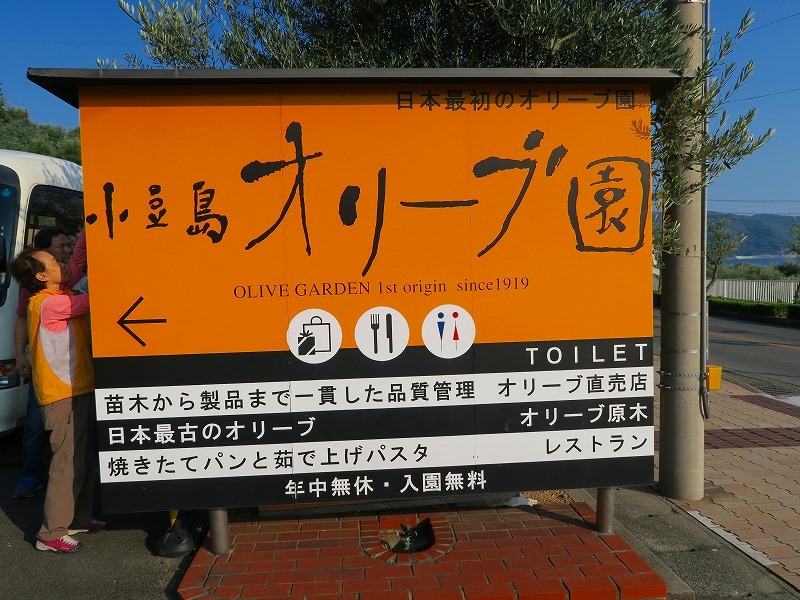 日本最初のオリーブ園
小豆島オリーブ園
OLIVE GARDEN 1st origin since1919
TOILET
苗木から製品まで一貫した品質管理 オリーブ直売店
日本最古のオリーブ オリーブ原木
焼きたてパンと茹で上げパスタ レストラン
年中無休・入園無料